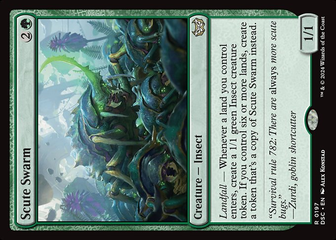 Scute Swarm
2
Creature — Insect
Landfall — Whenever a land you control
enters, create a 1/1 green Insect creature
token. If you control six or more lands, create
a token that's a copy of Scute Swarm instead.
"Survival rule 782: There are always more scute
bugs."
Zurdi, goblin shortcutter
1/1
R 0197
DSC • EN ALEX KONSTAD
™ & © 2024 Wizards of the Coast